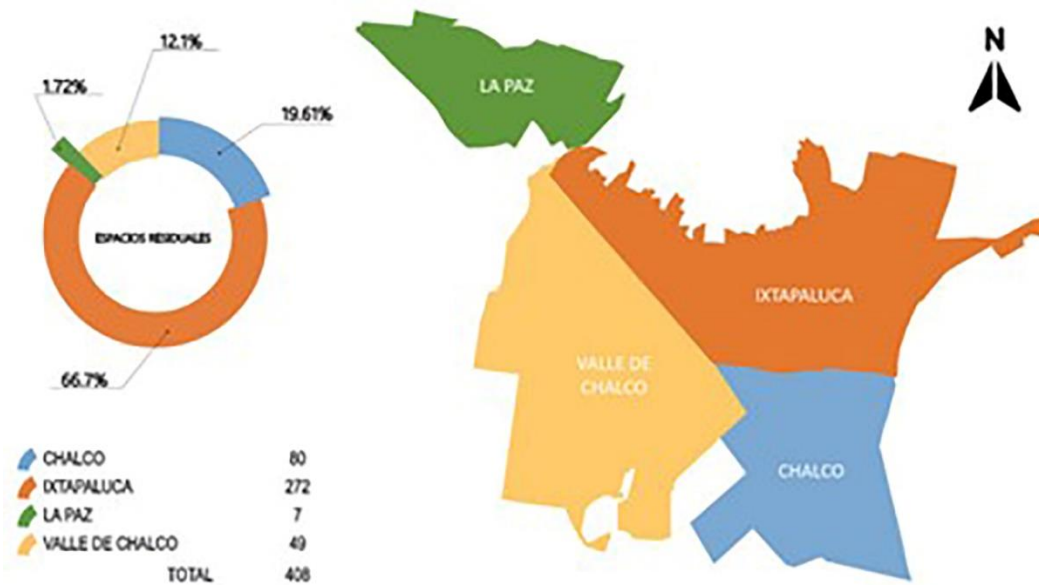 12.1%
1.72%
19.61%
ESPACIOS RESIDUALES
66.7%
CHALCO 80
IXTAPALUCA 272
LA PAZ 7
VALLE DE CHALCO 49
TOTAL 408
LA PAZ
N
IXTAPALUCA
VALLE DE
CHALCO
CHALCO